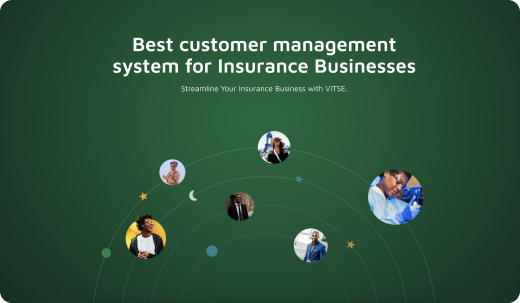 Best customer management
system for Insurance Businesses
Streamline Your Insurance Business with VITSE.